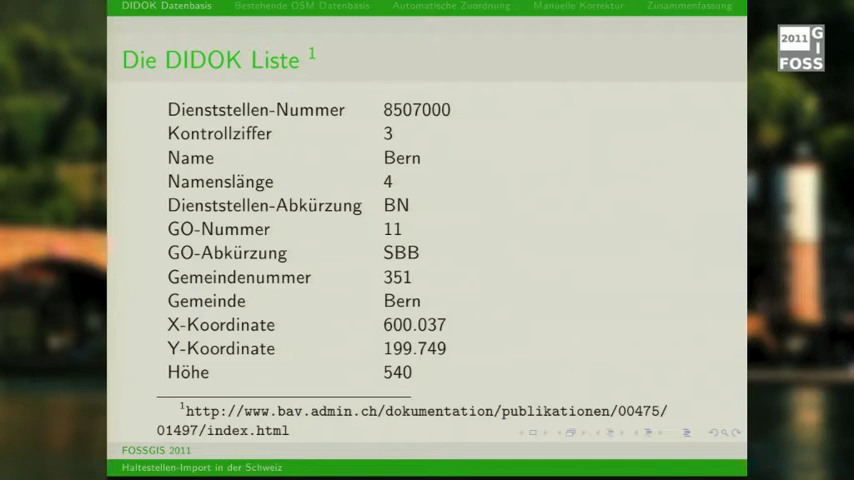 DIDOK Datenbasis Bestehende OSM Datenbasis Automatische Zuordnung Manuelle Korrektur Zusammenfassung
2011 GI FOSS
Die DIDOK Liste 1
Dienststellen-Nummer 8507000
Kontrollziffer 3
Name Bern
Namenslänge 4
Dienststellen-Abkürzung BN
GO-Nummer 11
GO-Abkürzung SBB
Gemeindenummer 351
Gemeinde Bern
X-Koordinate 600.037
Y-Koordinate 199.749
Höhe 540
1http://www.bav.admin.ch/dokumentation/publikationen/00475/
01497/index.html
FOSSGIS 2011
Haltestellen-Import in der Schweiz